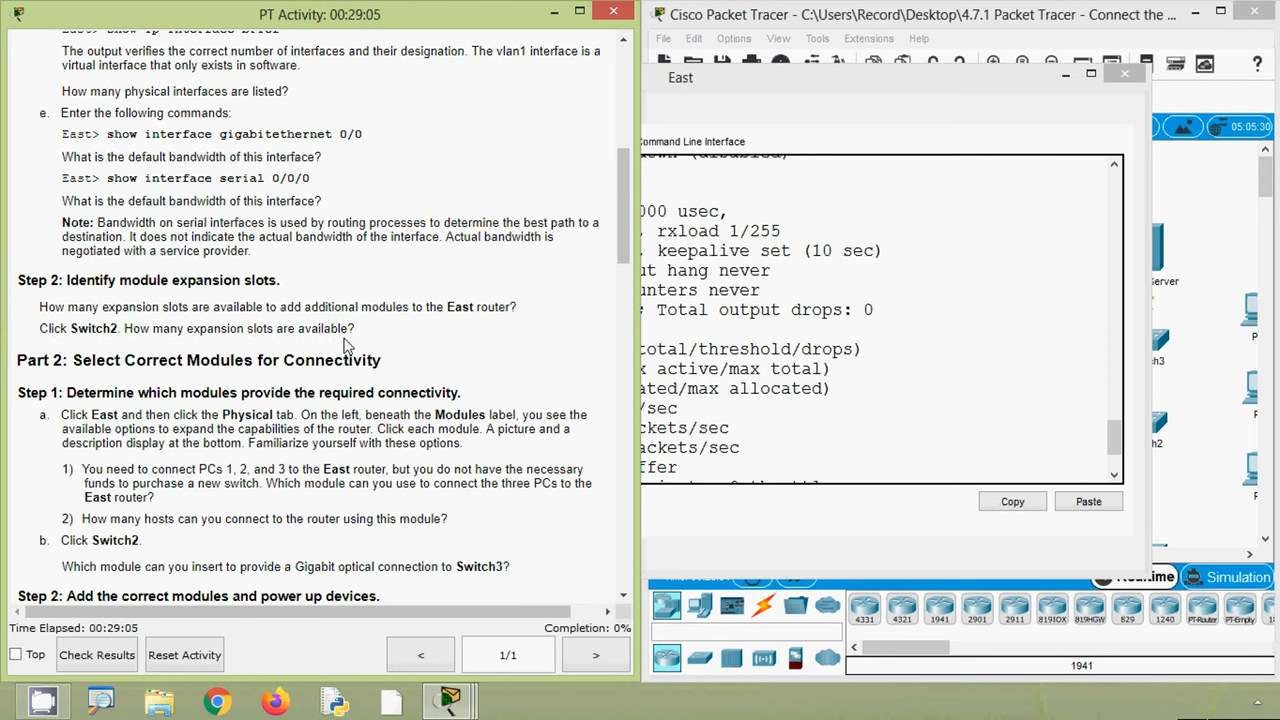 PT Activity: 00:29:05
The output verifies the correct number of interfaces and their designation. The vlan1 interface is a
virtual interface that only exists in software.
How many physical interfaces are listed?
e. Enter the following commands:
East> show interface gigabitethernet 0/0
What is the default bandwidth of this interface?
East> show interface serial 0/0/0
What is the default bandwidth of this interface?
Note: Bandwidth on serial interfaces is used by routing processes to determine the best path to a
destination. It does not indicate the actual bandwidth of the interface. Actual bandwidth is
negotiated with a service provider.
Step 2: Identify module expansion slots.
How many expansion slots are available to add additional modules to the East router?
Click Switch2. How many expansion slots are available?
Part 2: Select Correct Modules for Connectivity
Step 1: Determine which modules provide the required connectivity.
a. Click East and then click the Physical tab. On the left, beneath the Modules label, you see the
available options to expand the capabilities of the router. Click each module. A picture and a
description display at the bottom. Familiarize yourself with these options.
1) You need to connect PCs 1, 2, and 3 to the East router, but you do not have the necessary
funds to purchase a new switch. Which module can you use to connect the three PCs to the
East router?
2) How many hosts can you connect to the router using this module?
b. Click Switch2.
Which module can you insert to provide a Gigabit optical connection to Switch3?
Step 2: Add the correct modules and power up devices.
Time Elapsed: 00:29:05 Completion: 0%
Top Check Results Reset Activity < 1/1 >
Cisco Packet Tracer - C:\Users\Record\Desktop\4.7.1 Packet Tracer - Connect the ...
File Edit Options View Tools Extensions Help
East
Command Line Interface
05:05:30
000 usec,
, rxload 1/255
, keepalive set (10 sec)
ut hang never
unters never
; Total output drops: 0
total/threshold/drops)
x active/max total)
ated/max allocated)
/sec
ckets/sec
ckets/sec
ffer
Copy Paste
Server
P
ch3
P
ch2
P
Realtime Simulation
4331 4321 1941 2901 2911 819IOX 819HGW 829 1240 PT-Router PT-Empty
1941